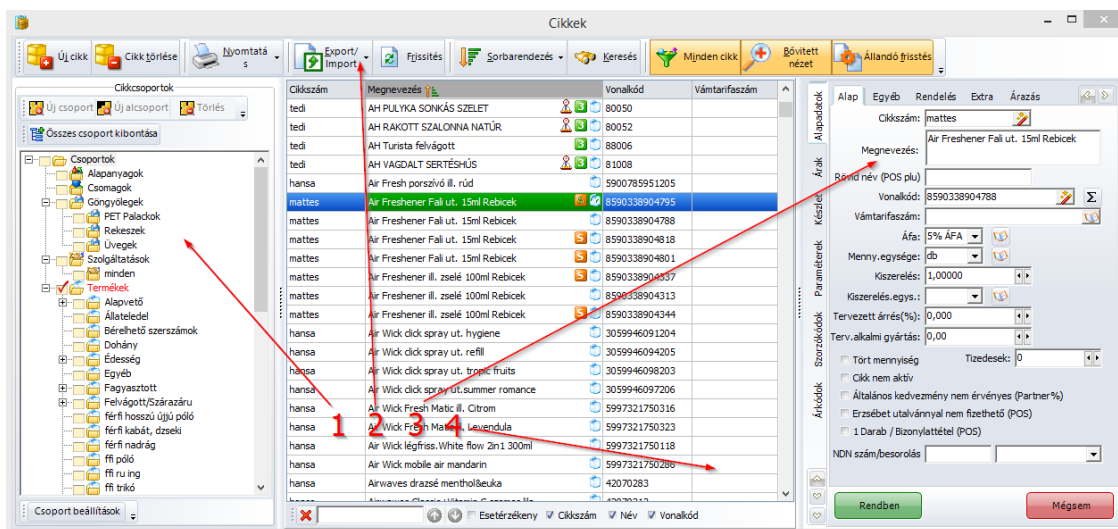 Cikkek
Új cikk
Cikk törlése
Nyomtatá
s
Export/
Import
Frissítés
Sorbarendezés
Keresés
Minden cikk
Bővített
nézet
Állandó frisstés
Cikkcsoportok
Új csoport
Új alcsoport
Törlés
Összes csoport kibontása
Csoportok
Alapanyagok
Csomagok
Göngyölegek
PET Palackok
Rekeszek
Üvegek
Szolgáltatások
minden
Termékek
Alapvető
Állateledel
Bérelhető szerszámok
Dohány
Édesség
Egyéb
Fagyasztott
Felvágott/Szárazáru
férfi hosszú újjú póló
férfi kabát, dzseki
férfi nadrág
ffi póló
ffi ru ing
ffi trikó
Csoport beállítások
Cikkszám Megnevezés Vonalkód Vámtarifaszám
tedi AH PULYKA SONKÁS SZELET 3 80050
tedi AH RAKOTT SZALONNA NATÚR 3 80052
tedi AH Turista felvágott 3 88006
tedi AH VAGDALT SERTÉSHÚS 3 81008
hansa Air Fresh porszívó ill. rúd 5900785951205
mattes Air Freshener Fali ut. 15ml Rebicek 8590338904795
mattes Air Freshener Fali ut. 15ml Rebicek 8590338904788
mattes Air Freshener Fali ut. 15ml Rebicek S 8590338904818
mattes Air Freshener Fali ut. 15ml Rebicek S 8590338904801
mattes Air Freshener ill. zselé 100ml Rebicek S 8590338904337
mattes Air Freshener ill. zselé 100ml Rebicek 8590338904313
mattes Air Freshener ill. zselé 100ml Rebicek S 8590338904344
hansa Air Wick click spray ut. hygiene 3059946091204
hansa Air Wick click spray ut. refill 3059946094205
hansa Air Wick click spray ut. tropic fruits 3059946098203
hansa Air Wick click spray ut.summer romance 3059946097206
hansa Air Wick Fresh Matic ill. Citrom 5997321750316
hansa Air Wick Fresh Matic ill. Levendula 5997321750323
hansa Air Wick légfriss.White flow 2in1 300ml 5997321750118
hansa Air Wick mobile air mandarin 5997321750286
hansa Airwaves drazsé menthol&euka 42070283
1 2 3 4
Esetérzékeny Cikkszám Név Vonalkód
Alapadatok
Árak
Készlet
Paraméterek
Szorzókódok
Árkódok
Alap Egyéb Rendelés Extra Árazás
Cikkszám: mattes
Megnevezés: Air Freshener Fali ut. 15ml Rebicek
Rövid név (POS plu)
Vonalkód: 8590338904788 Σ
Vámtarifaszám:
Áfa: 5% ÁFA
Menny.egysége: db
Kiszerelés: 1,00000
Kiszerelés.egys.:
Tervezett árrés(%): 0,000
Terv.alkalmi gyártás: 0,00
Tört mennyiség Tizedesek: 0
Cikk nem aktív
Általános kedvezmény nem érvényes (Partner%)
Erzsébet utalvánnyal nem fizethető (POS)
1 Darab / Bizonylattétel (POS)
NDN szám/besorolás
Rendben Mégsem